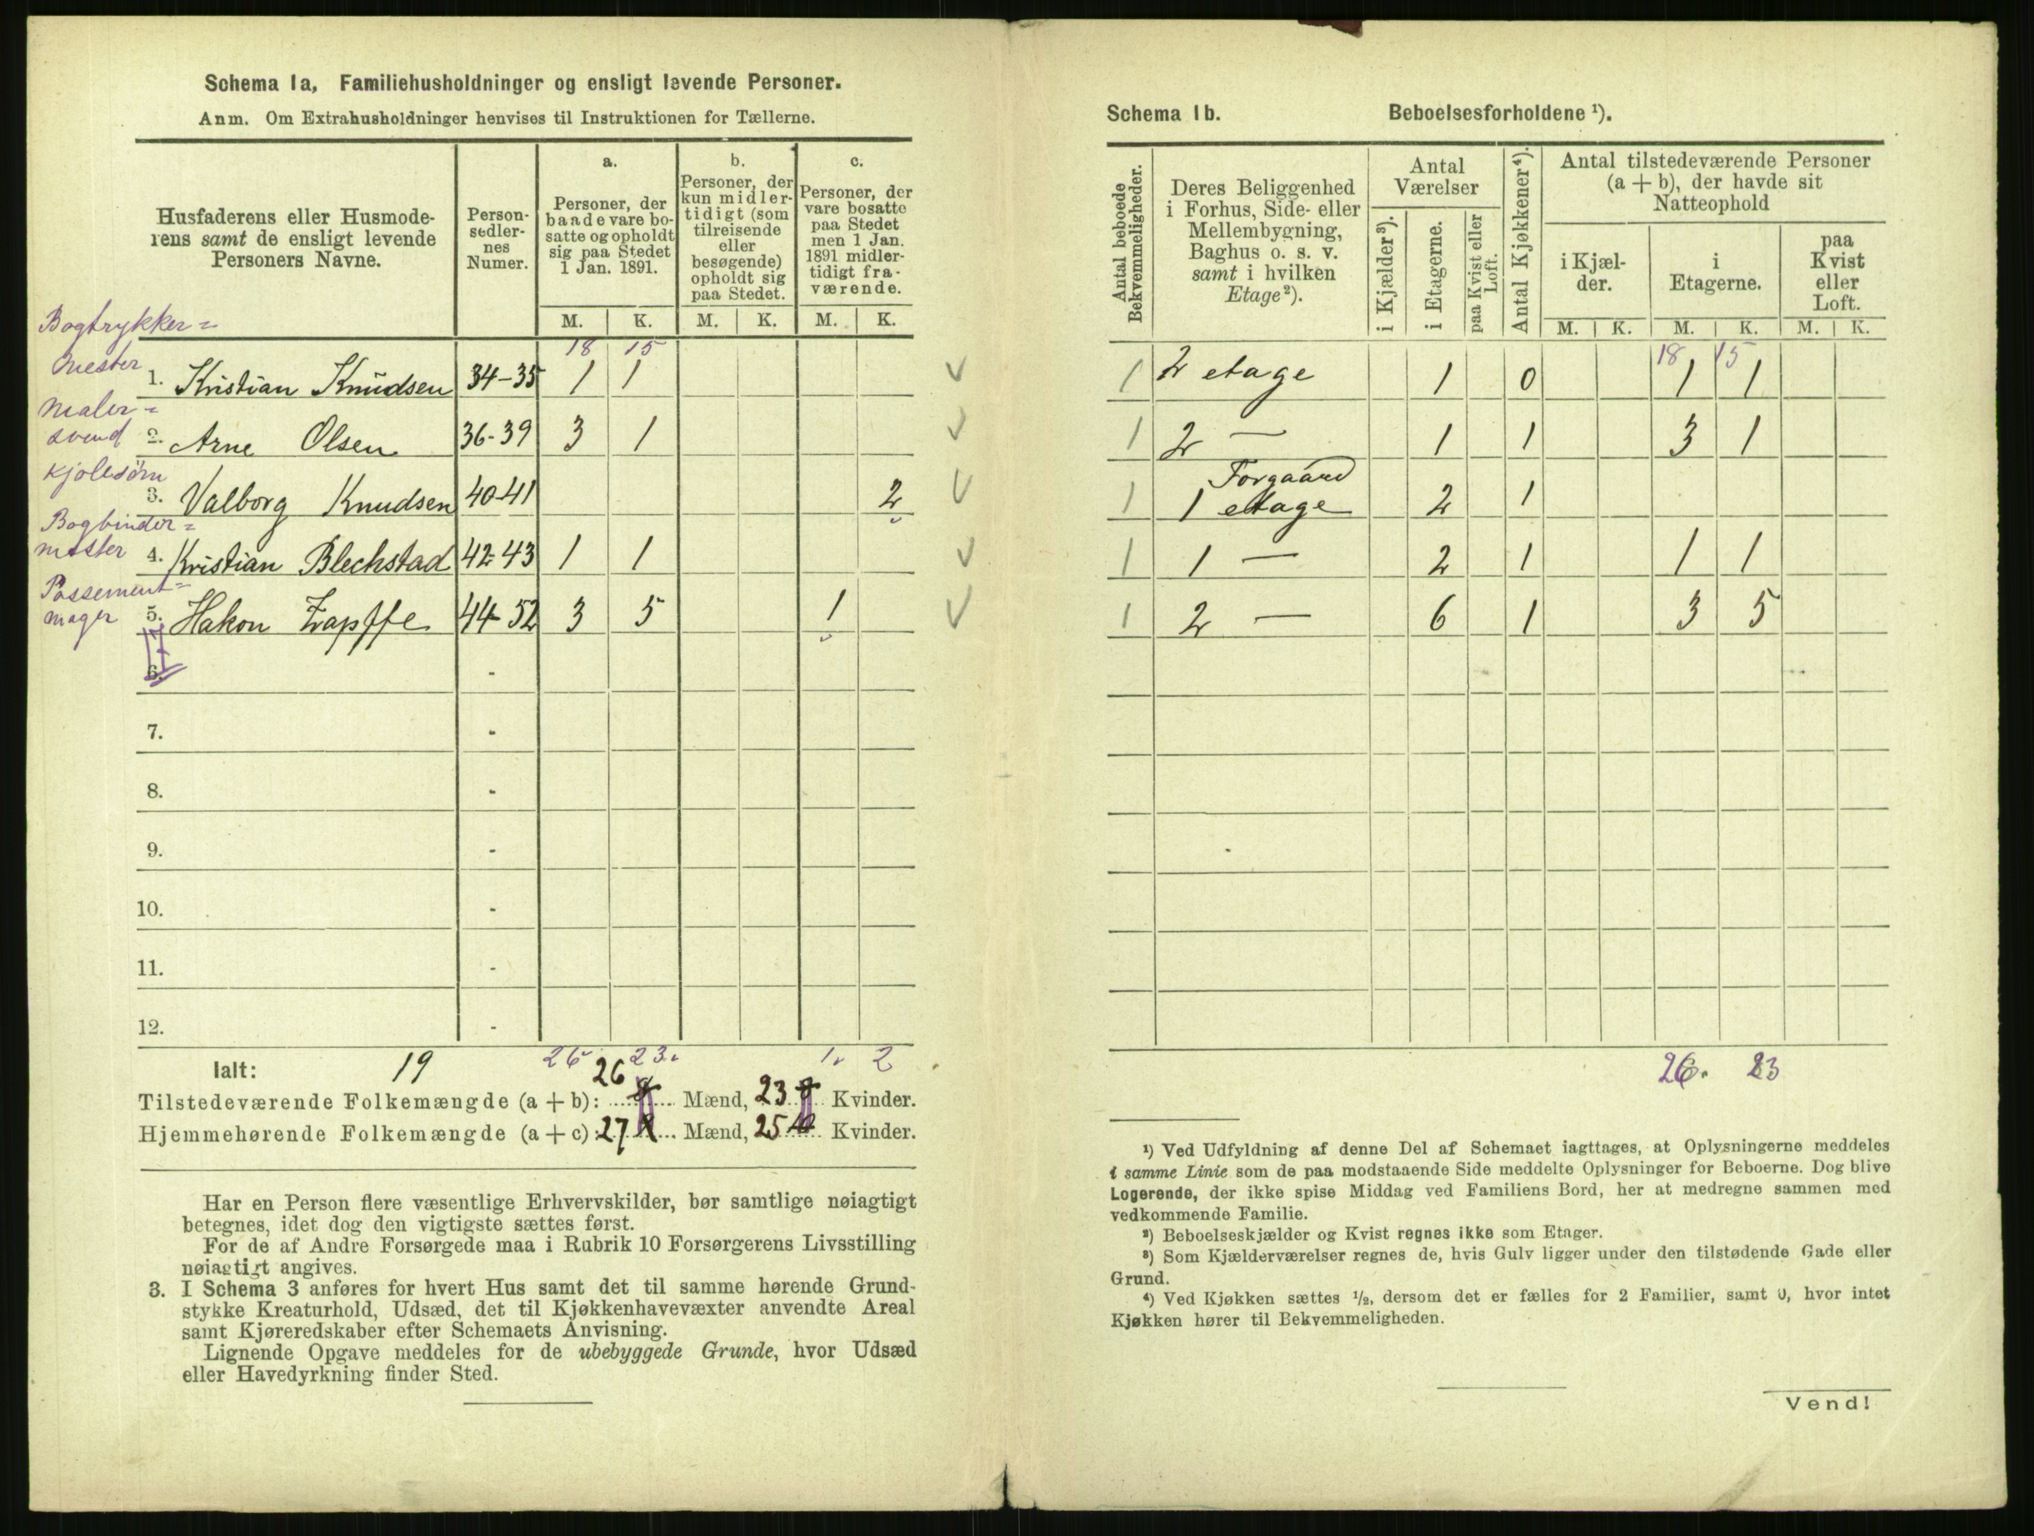 Schema 1a, Familiehusholdninger og ensligt levende Personer.
Anm. Om Extrahusholdninger henvises til Instruktionen for Tællerne.
Husfaderens eller Husmoderens samt de ensligt levende Personers Navne.
Person-sedler-nes Numer.
a. Personer, der baade vare bosatte og opholdt sig paa Stedet 1 Jan. 1891.
b. Personer, der kun midlertidigt (som tilreisende eller besøgende) opholdt sig paa Stedet.
c. Personer, der vare bosatte paa Stedet men 1 Jan. 1891 midlertidigt fraværende.
M. K. M. K. M. K.
18 15
Bogtrykker=
mester 1. Kristian Knudsen 34-35 1 1
Maler=
svend 2. Arne Olsen 36-39 3 1
Kjolesøm
3. Valborg Knudsen 40-41 2
Bogbinder=
mester 4. Kristian Blechstad 42-43 1 1
Possement=
mager 5. Hakon Zapffe 44-52 3 5 1
6. -
7. -
8. -
9. -
10. -
11. -
12. -
Ialt: 19 26 23. 1. 2
Tilstedeværende Folkemængde (a + b): 26 8 Mænd, 23 8 Kvinder.
Hjemmehørende Folkemængde (a + c): 27 Mænd, 25 10 Kvinder.
Har en Person flere væsentlige Erhvervskilder, bør samtlige nøiagtigt
betegnes, idet dog den vigtigste sættes først.
For de af Andre Forsørgede maa i Rubrik 10 Forsørgerens Livsstilling
nøiagtigt angives.
3. I Schema 3 anføres for hvert Hus samt det til samme hørende Grund-
stykke Kreaturhold, Udsæd, det til Kjøkkenhavevæxter anvendte Areal
samt Kjøreredskaber efter Schemaets Anvisning.
Lignende Opgave meddeles for de ubebyggede Grunde, hvor Udsæd
eller Havedyrkning finder Sted.
Schema 1b. Beboelsesforholdene ¹).
Antal beboede Bekvemmeligheder.
Deres Beliggenhed i Forhus, Side- eller Mellembygning, Baghus o. s. v. samt i hvilken Etage²).
Antal Værelser
i Kjælder³).
i Etagerne.
paa Kvist eller Loft.
Antal Kjøkkener⁴).
Antal tilstedeværende Personer (a + b), der havde sit Natteophold
i Kjælder.
i Etagerne.
paa Kvist eller Loft.
M. K. M. K. M. K.
18 15
1 2 etage 1 0 1 1
1 2 — 1 1 3 1
Forgaard
1 1 etage 2 1
1 1 — 2 1 1 1
1 2 — 6 1 3 5
26. 23
¹) Ved Udfyldning af denne Del af Schemaet iagttages, at Oplysningerne meddeles
i samme Linie som de paa modstaaende Side meddelte Oplysninger for Beboerne. Dog blive
Logerende, der ikke spise Middag ved Familiens Bord, her at medregne sammen med
vedkommende Familie.
²) Beboelseskjælder og Kvist regnes ikke som Etager.
³) Som Kjælderværelser regnes de, hvis Gulv ligger under den tilstødende Gade eller
Grund.
⁴) Ved Kjøkken sættes ½, dersom det er fælles for 2 Familier, samt 0, hvor intet
Kjøkken hører til Bekvemmeligheden.
Vend!